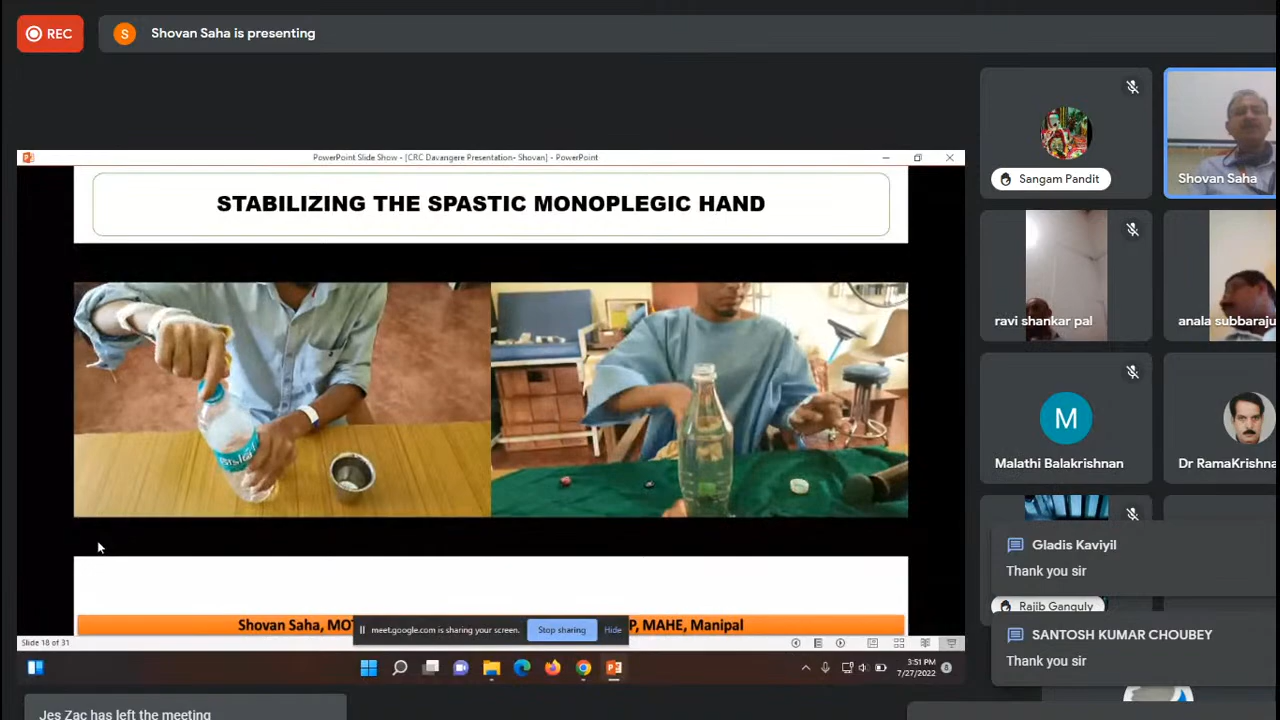 REC
S
Shovan Saha is presenting
PowerPoint Slide Show - [CRC Davangere Presentation- Shovan] - PowerPoint
STABILIZING THE SPASTIC MONOPLEGIC HAND
Shovan Saha, MOT
P, MAHE, Manipal
meet.google.com is sharing your screen.
Stop sharing
Hide
Slide 18 of 31
3:51 PM
7/27/2022
8
Jes Zac has left the meeting
Sangam Pandit
Shovan Saha
ravi shankar pal
anala subbaraju
M
Malathi Balakrishnan
Dr RamaKrishna
Gladis Kaviyil
Thank you sir
Rajib Ganguly
SANTOSH KUMAR CHOUBEY
Thank you sir